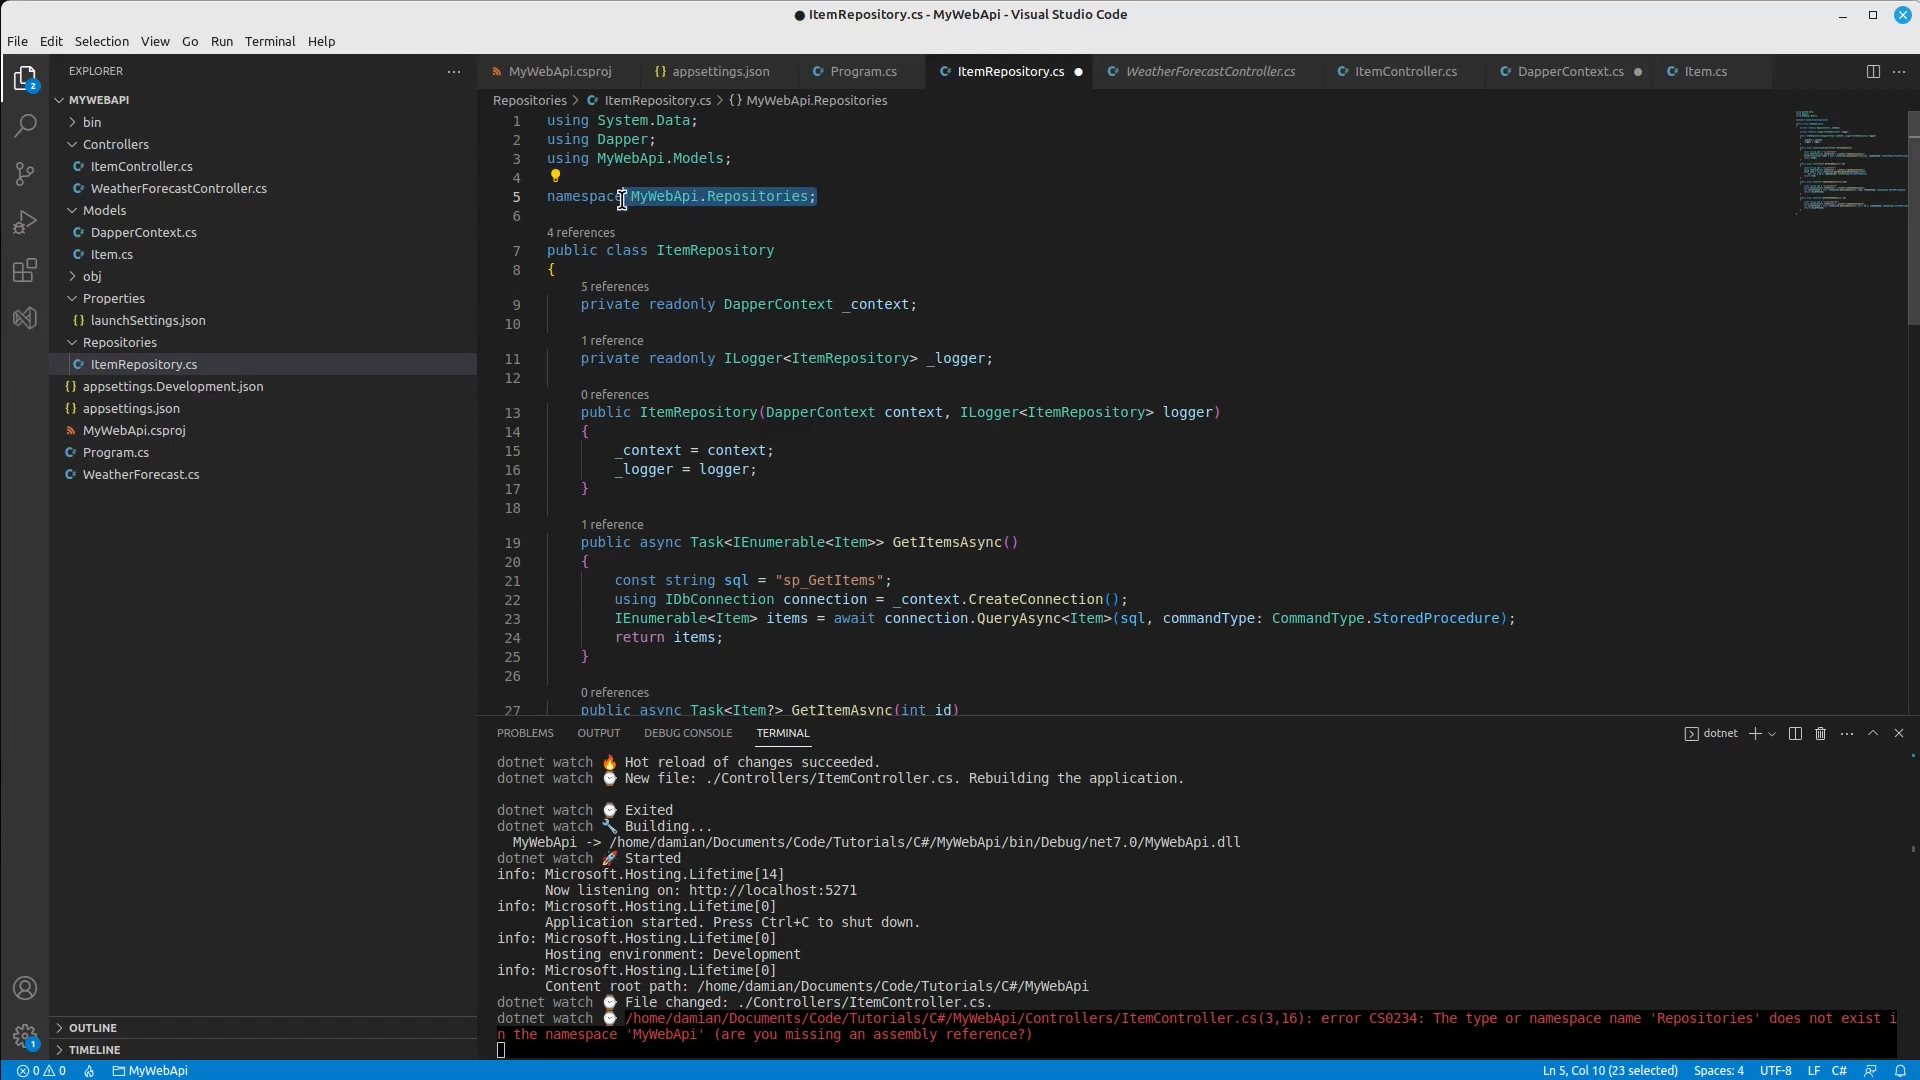 ● ItemRepository.cs - MyWebApi - Visual Studio Code
File Edit Selection View Go Run Terminal Help
EXPLORER
MYWEBAPI
bin
Controllers
ItemController.cs
WeatherForecastController.cs
Models
DapperContext.cs
Item.cs
obj
Properties
launchSettings.json
Repositories
ItemRepository.cs
appsettings.Development.json
appsettings.json
MyWebApi.csproj
Program.cs
WeatherForecast.cs
OUTLINE
TIMELINE
2
1
MyWebApi.csproj {} appsettings.json C# Program.cs C# ItemRepository.cs ● C# WeatherForecastController.cs C# ItemController.cs C# DapperContext.cs ● C# Item.cs
Repositories > C# ItemRepository.cs > {} MyWebApi.Repositories
1 using System.Data;
2 using Dapper;
3 using MyWebApi.Models;
4
5 namespace MyWebApi.Repositories;
6
4 references
7 public class ItemRepository
8 {
5 references
9 private readonly DapperContext _context;
10
1 reference
11 private readonly ILogger<ItemRepository> _logger;
12
0 references
13 public ItemRepository(DapperContext context, ILogger<ItemRepository> logger)
14 {
15 _context = context;
16 _logger = logger;
17 }
18
1 reference
19 public async Task<IEnumerable<Item>> GetItemsAsync()
20 {
21 const string sql = "sp_GetItems";
22 using IDbConnection connection = _context.CreateConnection();
23 IEnumerable<Item> items = await connection.QueryAsync<Item>(sql, commandType: CommandType.StoredProcedure);
24 return items;
25 }
26
0 references
27 public async Task<Item?> GetItemAsync(int id)
PROBLEMS OUTPUT DEBUG CONSOLE TERMINAL dotnet
dotnet watch 🔥 Hot reload of changes succeeded.
dotnet watch ⌚ New file: ./Controllers/ItemController.cs. Rebuilding the application.
dotnet watch ⌚ Exited
dotnet watch 🔧 Building...
MyWebApi -> /home/damian/Documents/Code/Tutorials/C#/MyWebApi/bin/Debug/net7.0/MyWebApi.dll
dotnet watch 🚀 Started
info: Microsoft.Hosting.Lifetime[14]
Now listening on: http://localhost:5271
info: Microsoft.Hosting.Lifetime[0]
Application started. Press Ctrl+C to shut down.
info: Microsoft.Hosting.Lifetime[0]
Hosting environment: Development
info: Microsoft.Hosting.Lifetime[0]
Content root path: /home/damian/Documents/Code/Tutorials/C#/MyWebApi
dotnet watch ⌚ File changed: ./Controllers/ItemController.cs.
dotnet watch ⌚ /home/damian/Documents/Code/Tutorials/C#/MyWebApi/Controllers/ItemController.cs(3,16): error CS0234: The type or namespace name 'Repositories' does not exist i
n the namespace 'MyWebApi' (are you missing an assembly reference?)
0 0 MyWebApi Ln 5, Col 10 (23 selected) Spaces: 4 UTF-8 LF C#